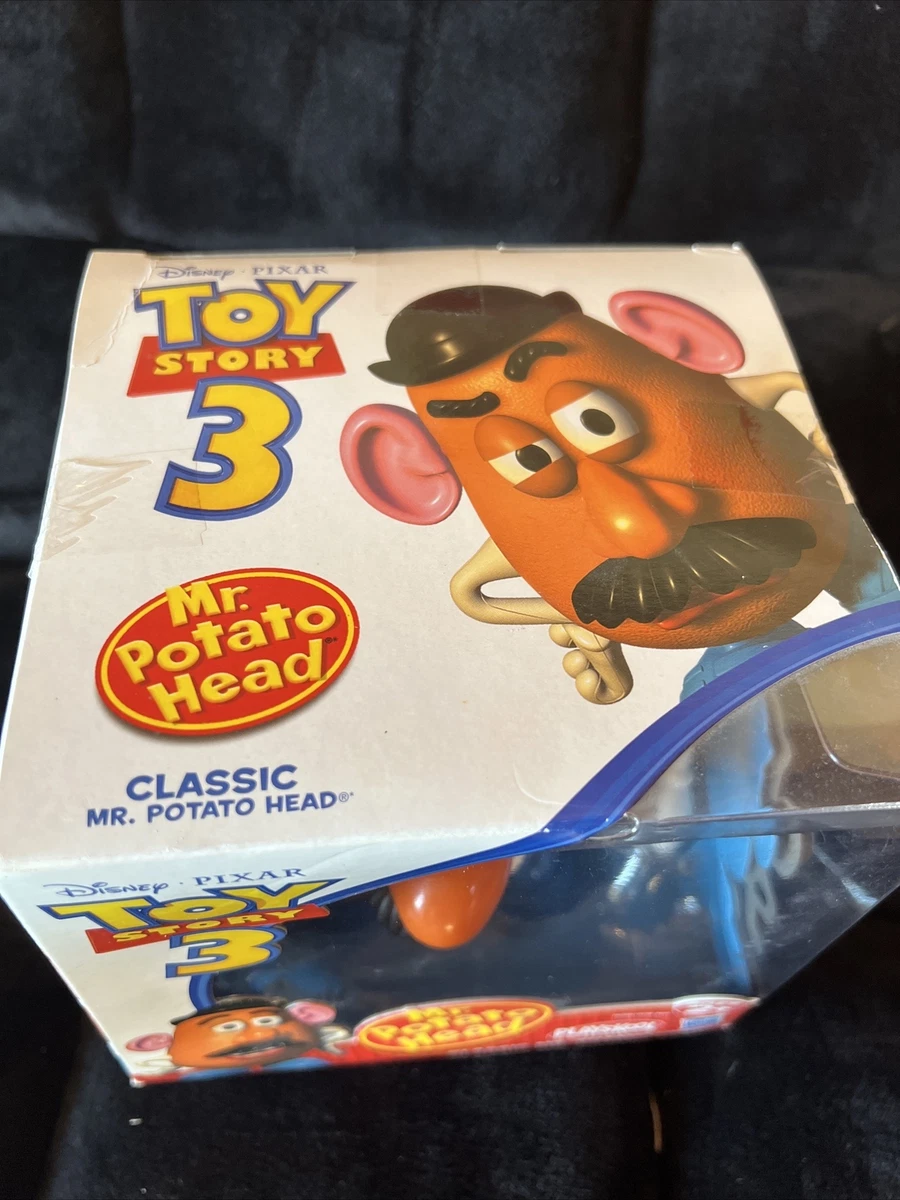 Disney · PIXAR
TOY
STORY
3
Mr.
Potato
Head
CLASSIC
MR. POTATO HEAD®*
Disney · PIXAR
TOY
STORY
3
Mr.
Potato
Head